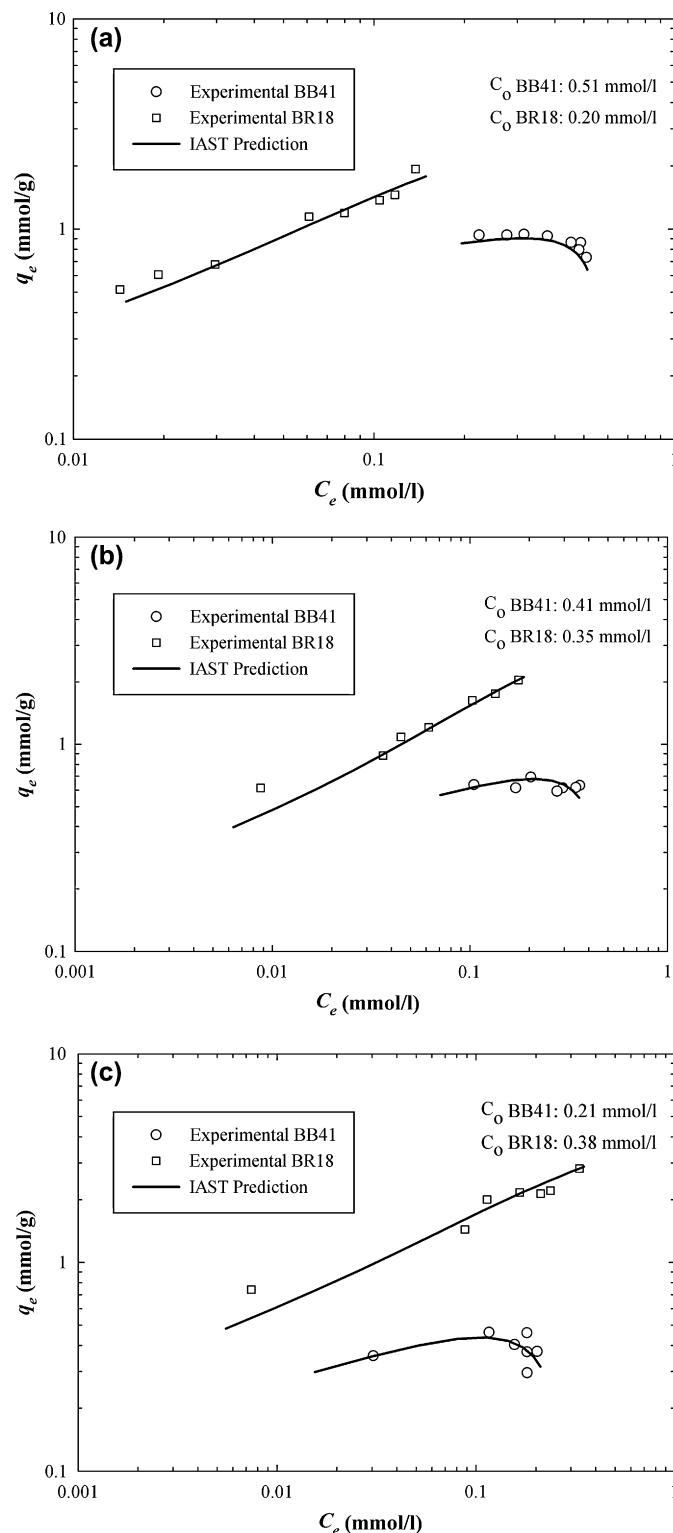 (a)
Experimental BB41
Experimental BR18
IAST Prediction
Co BB41: 0.51 mmol/l
Co BR18: 0.20 mmol/l
10
1
0.1
qe (mmol/g)
0.01 0.1 1
Ce (mmol/l)
(b)
Experimental BB41
Experimental BR18
IAST Prediction
Co BB41: 0.41 mmol/l
Co BR18: 0.35 mmol/l
10
1
0.1
qe (mmol/g)
0.001 0.01 0.1 1
Ce (mmol/l)
(c)
Experimental BB41
Experimental BR18
IAST Prediction
Co BB41: 0.21 mmol/l
Co BR18: 0.38 mmol/l
10
1
0.1
qe (mmol/g)
0.001 0.01 0.1 1
Ce (mmol/l)